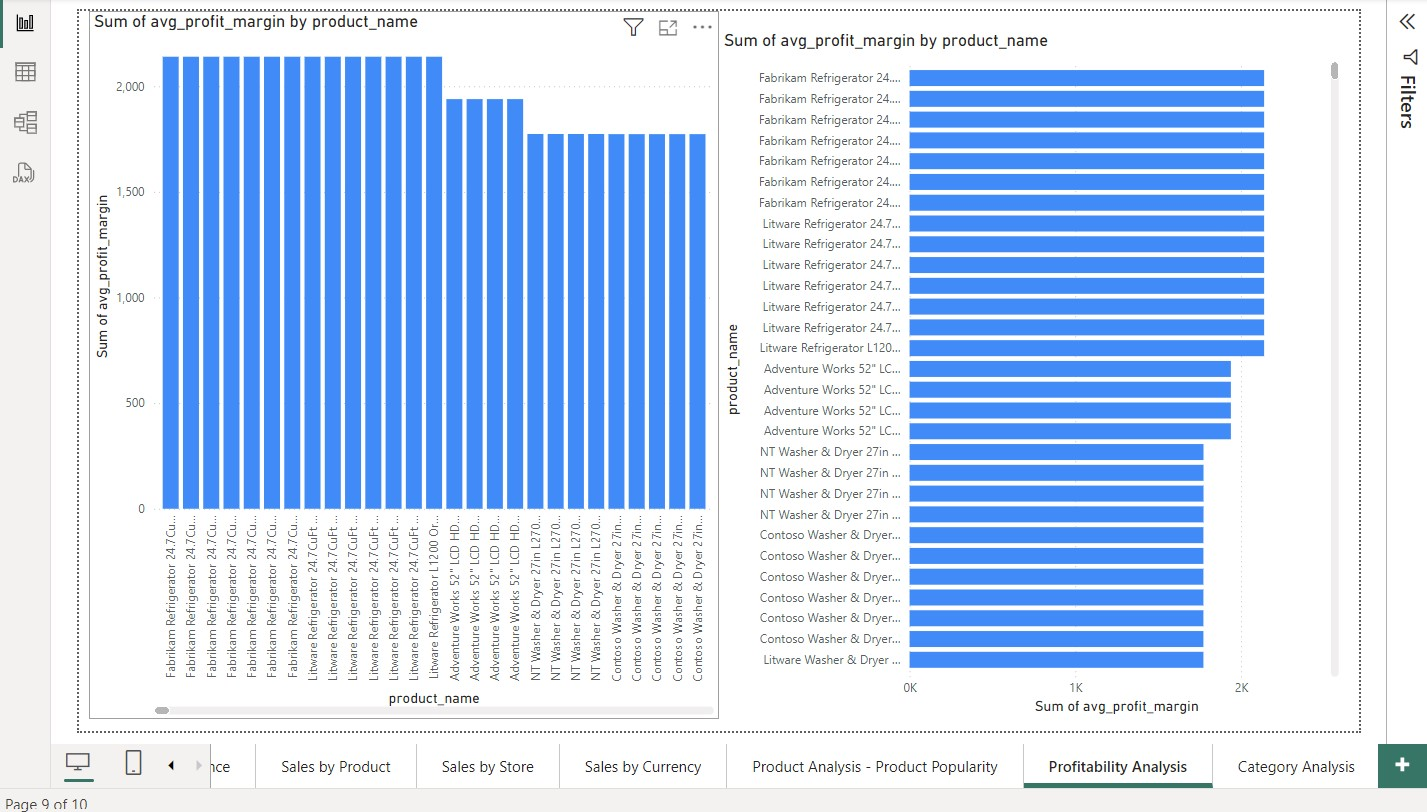 Sum of avg_profit_margin by product_name
2,000
1,500
1,000
500
0
Sum of avg_profit_margin
Fabrikam Refrigerator 24.7Cu...
Fabrikam Refrigerator 24.7Cu...
Fabrikam Refrigerator 24.7Cu...
Fabrikam Refrigerator 24.7Cu...
Fabrikam Refrigerator 24.7Cu...
Fabrikam Refrigerator 24.7Cu...
Fabrikam Refrigerator 24.7Cu...
Litware Refrigerator 24.7CuFt ...
Litware Refrigerator 24.7CuFt ...
Litware Refrigerator 24.7CuFt ...
Litware Refrigerator 24.7CuFt ...
Litware Refrigerator 24.7CuFt ...
Litware Refrigerator 24.7CuFt ...
Litware Refrigerator L1200 Or...
Adventure Works 52" LCD HD...
Adventure Works 52" LCD HD...
Adventure Works 52" LCD HD...
Adventure Works 52" LCD HD...
NT Washer & Dryer 27in L270...
NT Washer & Dryer 27in L270...
NT Washer & Dryer 27in L270...
NT Washer & Dryer 27in L270...
Contoso Washer & Dryer 27in...
Contoso Washer & Dryer 27in...
Contoso Washer & Dryer 27in...
Contoso Washer & Dryer 27in...
Contoso Washer & Dryer 27in...
product_name
Sum of avg_profit_margin by product_name
product_name
Fabrikam Refrigerator 24....
Fabrikam Refrigerator 24....
Fabrikam Refrigerator 24....
Fabrikam Refrigerator 24....
Fabrikam Refrigerator 24....
Fabrikam Refrigerator 24....
Fabrikam Refrigerator 24....
Litware Refrigerator 24.7...
Litware Refrigerator 24.7...
Litware Refrigerator 24.7...
Litware Refrigerator 24.7...
Litware Refrigerator 24.7...
Litware Refrigerator 24.7...
Litware Refrigerator L120...
Adventure Works 52" LC...
Adventure Works 52" LC...
Adventure Works 52" LC...
Adventure Works 52" LC...
NT Washer & Dryer 27in ...
NT Washer & Dryer 27in ...
NT Washer & Dryer 27in ...
NT Washer & Dryer 27in ...
Contoso Washer & Dryer...
Contoso Washer & Dryer...
Contoso Washer & Dryer...
Contoso Washer & Dryer...
Contoso Washer & Dryer...
Contoso Washer & Dryer...
Litware Washer & Dryer ...
0K 1K 2K
Sum of avg_profit_margin
Filters
DAX
nce
Sales by Product
Sales by Store
Sales by Currency
Product Analysis - Product Popularity
Profitability Analysis
Category Analysis
Page 9 of 10